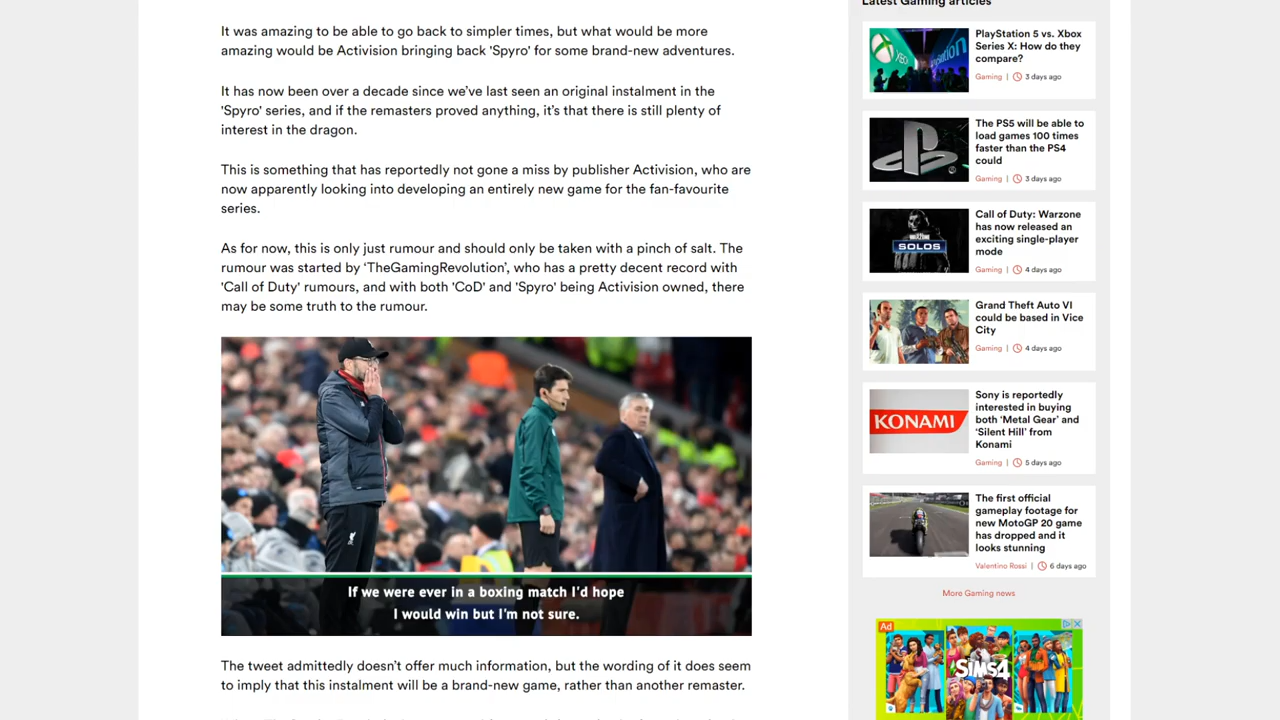 It was amazing to be able to go back to simpler times, but what would be more
amazing would be Activision bringing back 'Spyro' for some brand-new adventures.
It has now been over a decade since we’ve last seen an original instalment in the
'Spyro' series, and if the remasters proved anything, it’s that there is still plenty of
interest in the dragon.
This is something that has reportedly not gone a miss by publisher Activision, who are
now apparently looking into developing an entirely new game for the fan-favourite
series.
As for now, this is only just rumour and should only be taken with a pinch of salt. The
rumour was started by ‘TheGamingRevolution’, who has a pretty decent record with
'Call of Duty' rumours, and with both 'CoD' and 'Spyro' being Activision owned, there
may be some truth to the rumour.
If we were ever in a boxing match I'd hope
I would win but I'm not sure.
The tweet admittedly doesn’t offer much information, but the wording of it does seem
to imply that this instalment will be a brand-new game, rather than another remaster.
Latest Gaming articles
PlayStation 5 vs. Xbox
Series X: How do they
compare?
Gaming | 3 days ago
The PS5 will be able to
load games 100 times
faster than the PS4
could
Gaming | 3 days ago
WARZONE
SOLOS
Call of Duty: Warzone
has now released an
exciting single-player
mode
Gaming | 4 days ago
Grand Theft Auto VI
could be based in Vice
City
Gaming | 4 days ago
KONAMI
Sony is reportedly
interested in buying
both ‘Metal Gear’ and
‘Silent Hill’ from
Konami
Gaming | 5 days ago
The first official
gameplay footage for
new MotoGP 20 game
has dropped and it
looks stunning
Valentino Rossi | 6 days ago
More Gaming news
Ad
SIMS4